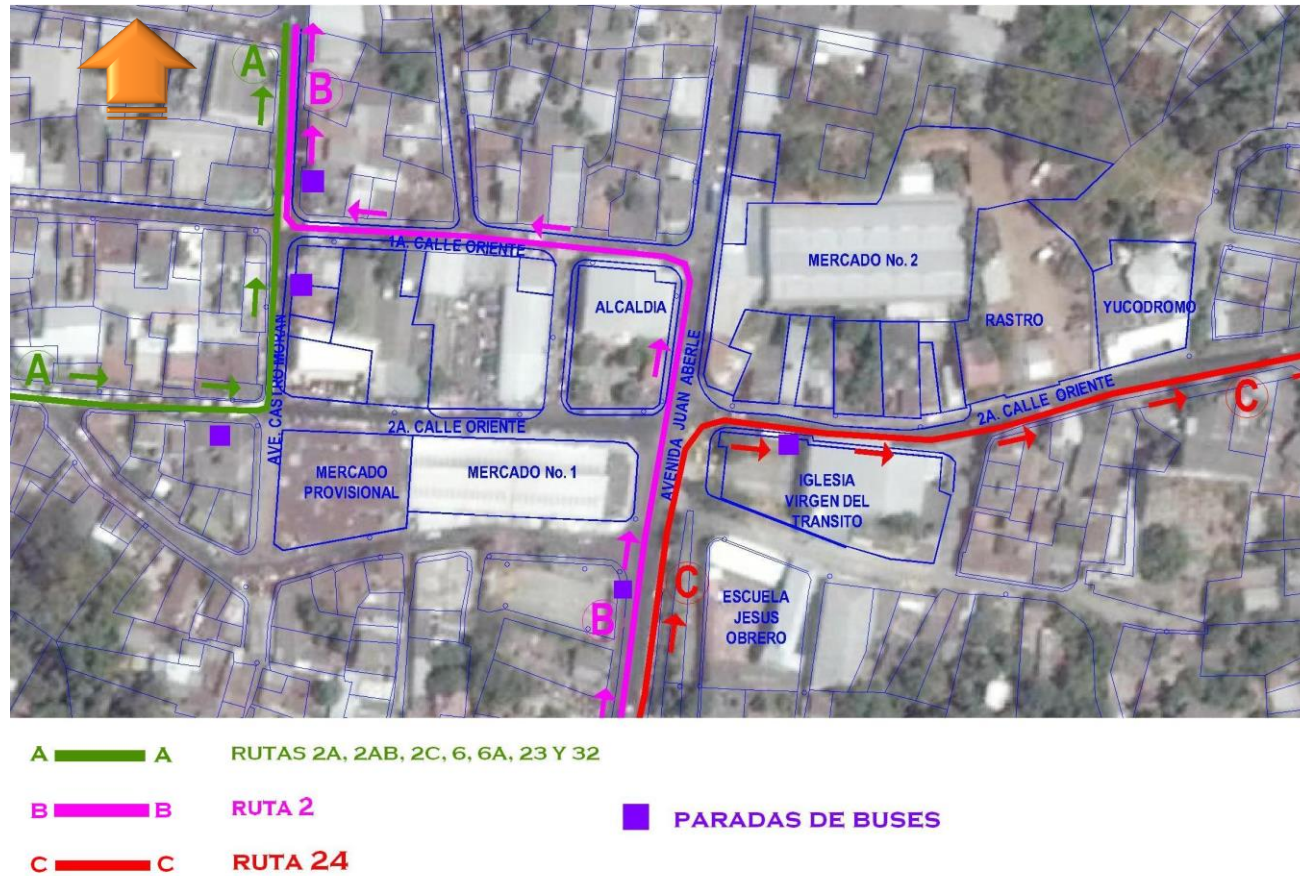 A
B
1A. CALLE ORIENTE
MERCADO No. 2
ALCALDIA
RASTRO
YUCODROMO
AVE. CASTRO MORAN
AVENIDA JUAN ABERLE
A
C
2A. CALLE ORIENTE
2A. CALLE ORIENTE
MERCADO
PROVISIONAL
MERCADO No. 1
IGLESIA
VIRGEN DEL
TRANSITO
C
B
ESCUELA
JESUS
OBRERO
A A RUTAS 2A, 2AB, 2C, 6, 6A, 23 Y 32
B B RUTA 2
PARADAS DE BUSES
C C RUTA 24